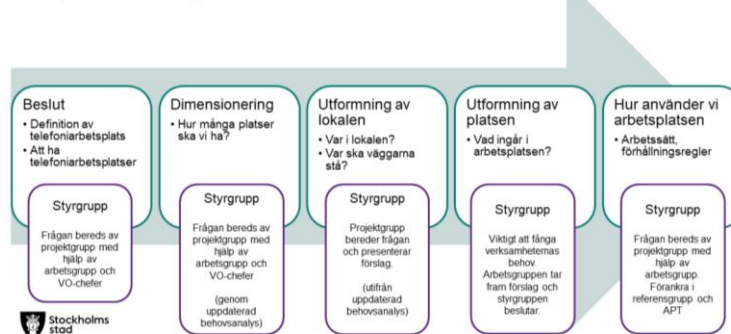 Beslut
• Definition av
telefoniarbetsplats
• Att ha
telefoniarbetsplatser
Styrgrupp
Frågan bereds av
projektgrupp med
hjälp av
arbetsgrupp och
VO-chefer
Dimensionering
• Hur många platser
ska vi ha?
Styrgrupp
Frågan bereds av
projektgrupp med
hjälp av
arbetsgrupp och
VO-chefer
(genom
uppdaterad
behovsanalys)
Utformning av
lokalen
• Var i lokalen?
• Var ska väggarna
stå?
Styrgrupp
Projektgrupp
bereder frågan
och presenterar
förslag.
(utifrån
uppdaterad
behovsanalys)
Utformning av
platsen
• Vad ingår i
arbetsplatsen?
Styrgrupp
Viktigt att fånga
verksamheternas
behov.
Arbetsgruppen tar
fram förslag och
styrgruppen
beslutar.
Hur använder vi
arbetsplatsen
• Arbetssätt,
förhållningsregler
Styrgrupp
Frågan bereds av
projektgrupp med
hjälp av
arbetsgrupp.
Förankra i
referensgrupp och
APT
Stockholms
stad